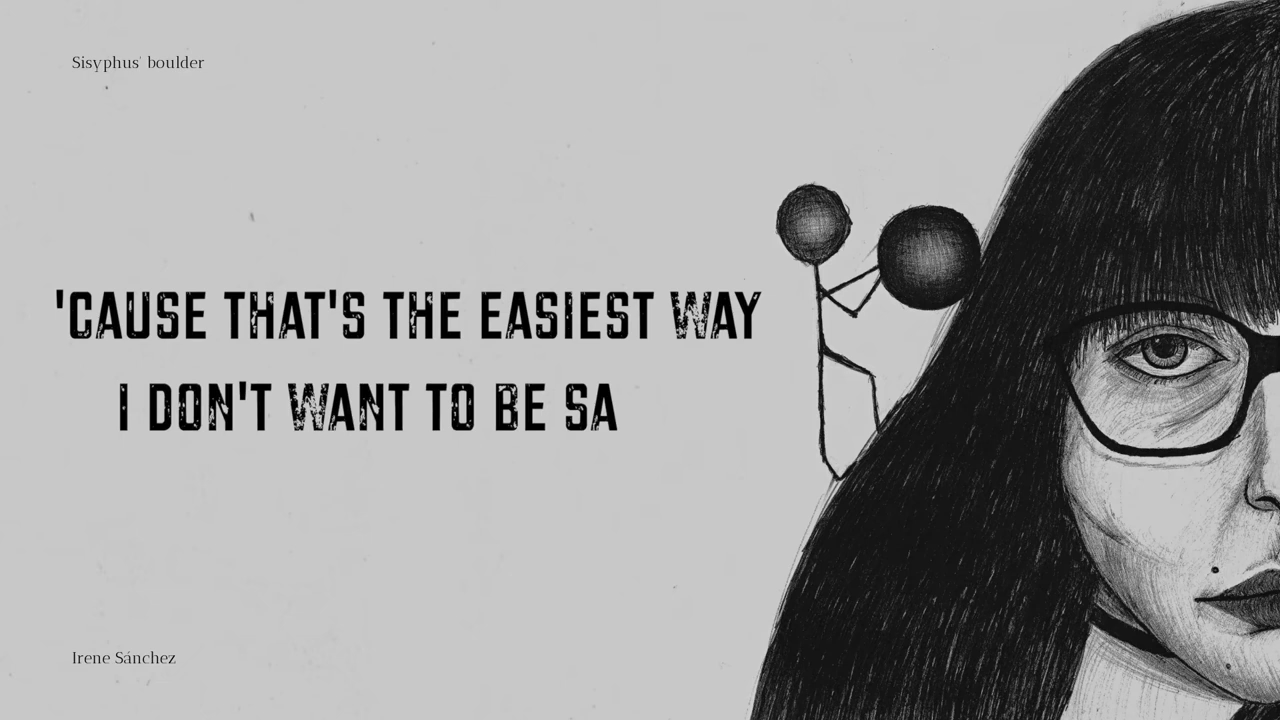 Sisyphus' boulder
'CAUSE THAT'S THE EASIEST WAY
I DON'T WANT TO BE SA
Irene Sánchez